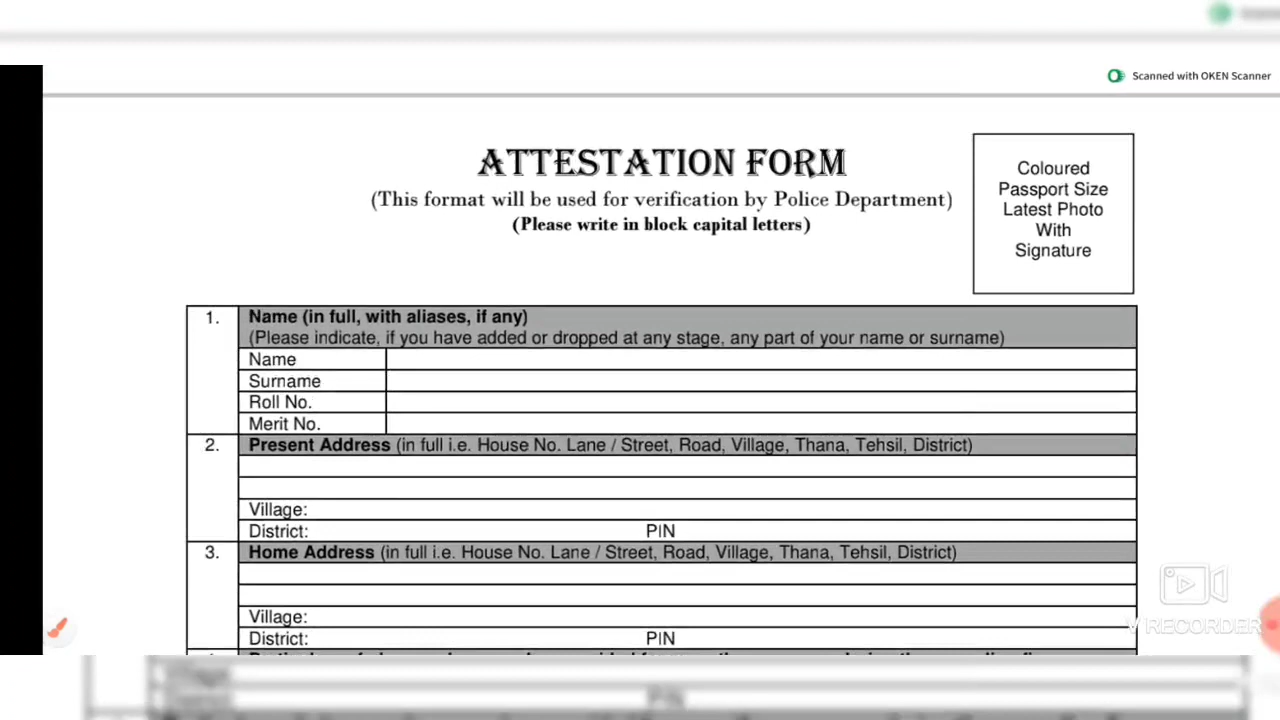 Scanned with OKEN Scanner
ATTESTATION FORM
(This format will be used for verification by Police Department)
(Please write in block capital letters)
Coloured
Passport Size
Latest Photo
With
Signature
1. Name (in full, with aliases, if any)
(Please indicate, if you have added or dropped at any stage, any part of your name or surname)
Name
Surname
Roll No.
Merit No.
2. Present Address (in full i.e. House No. Lane / Street, Road, Village, Thana, Tehsil, District)
Village:
District: PIN
3. Home Address (in full i.e. House No. Lane / Street, Road, Village, Thana, Tehsil, District)
Village:
District: PIN
V RECORDER
Village:
District: PIN